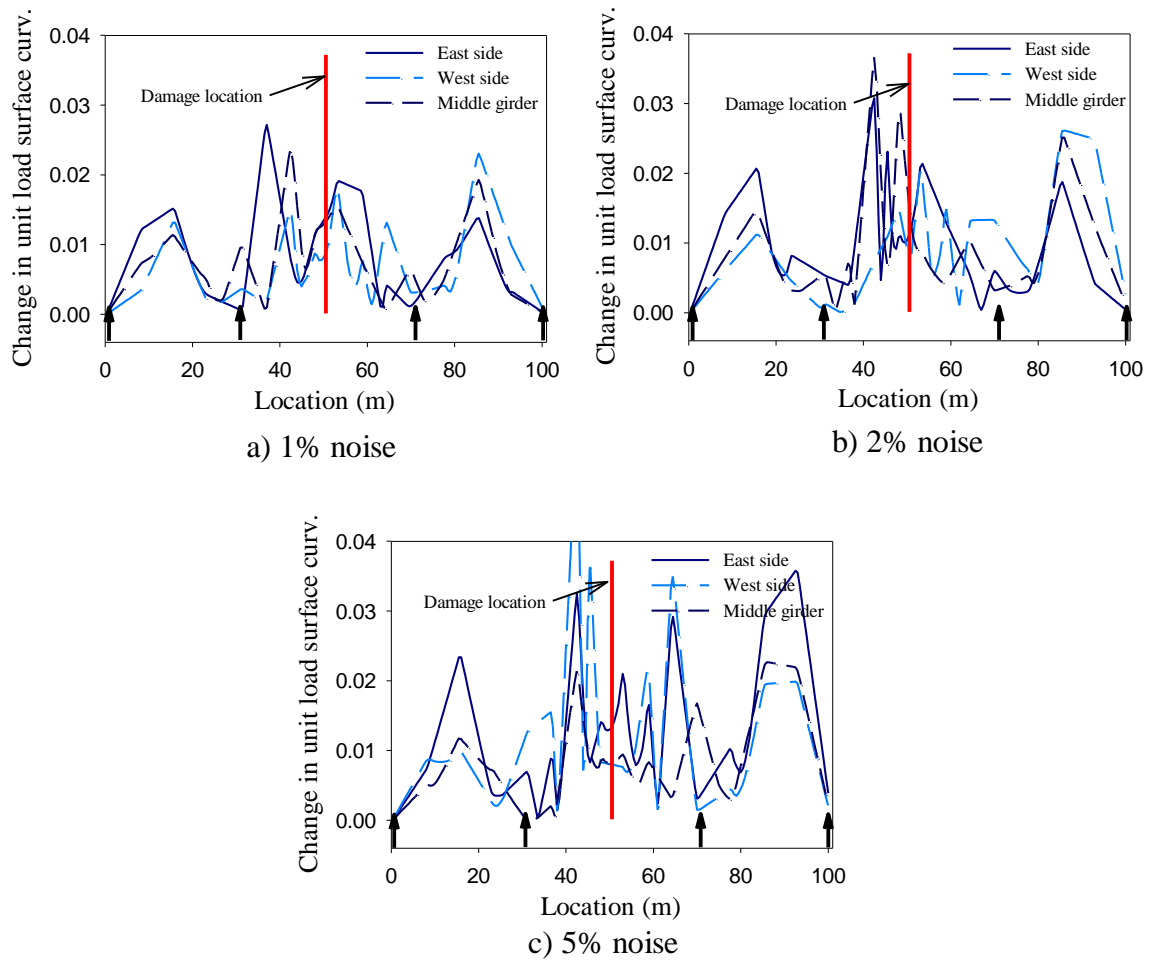 Change in unit load surface curv.
0.04
0.03
0.02
0.01
0.00
East side
West side
Middle girder
Damage location
0
20
40
60
80
100
Location (m)
a) 1% noise
Change in unit load surface curv.
0.04
0.03
0.02
0.01
0.00
East side
West side
Middle girder
Damage location
0
20
40
60
80
100
Location (m)
b) 2% noise
Change in unit load surface curv.
0.04
0.03
0.02
0.01
0.00
East side
West side
Middle girder
Damage location
0
20
40
60
80
100
Location (m)
c) 5% noise